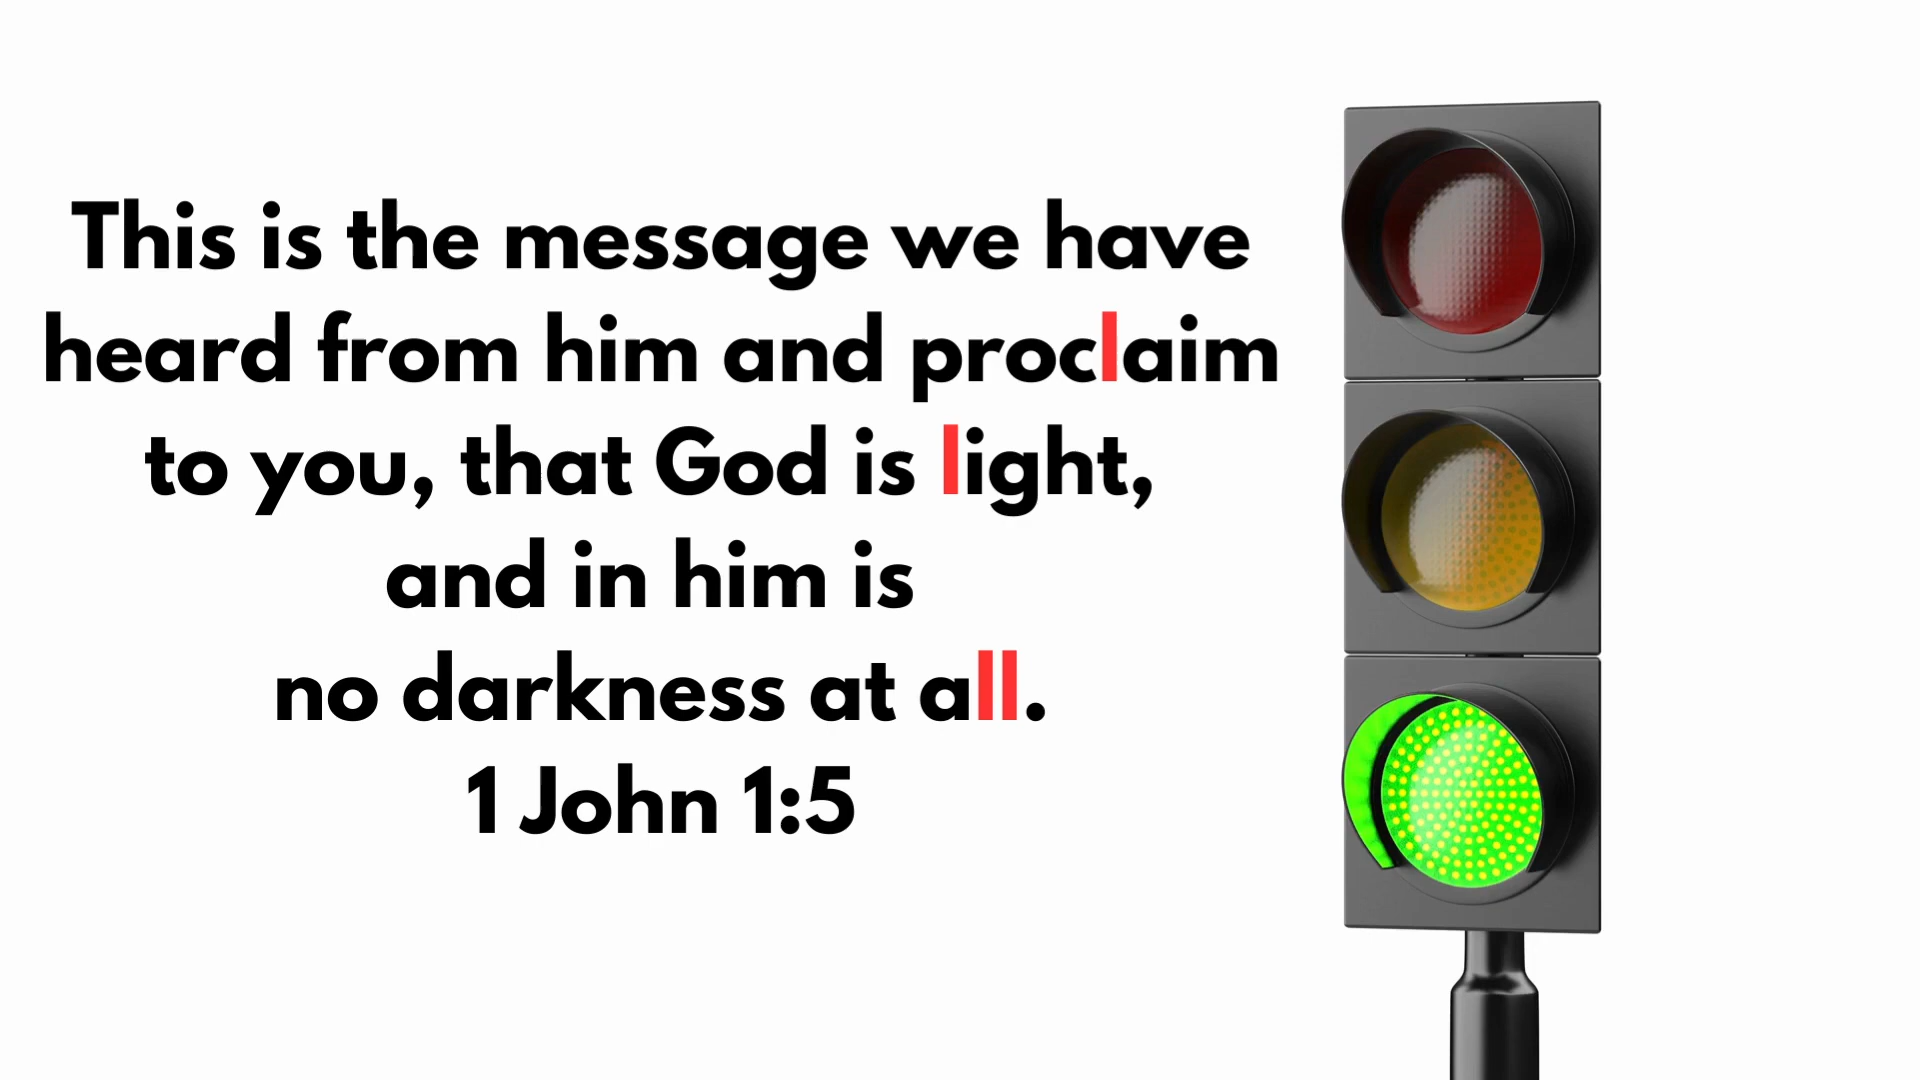 This is the message we have
heard from him and proclaim
to you, that God is light,
and in him is
no darkness at all.
1 John 1:5